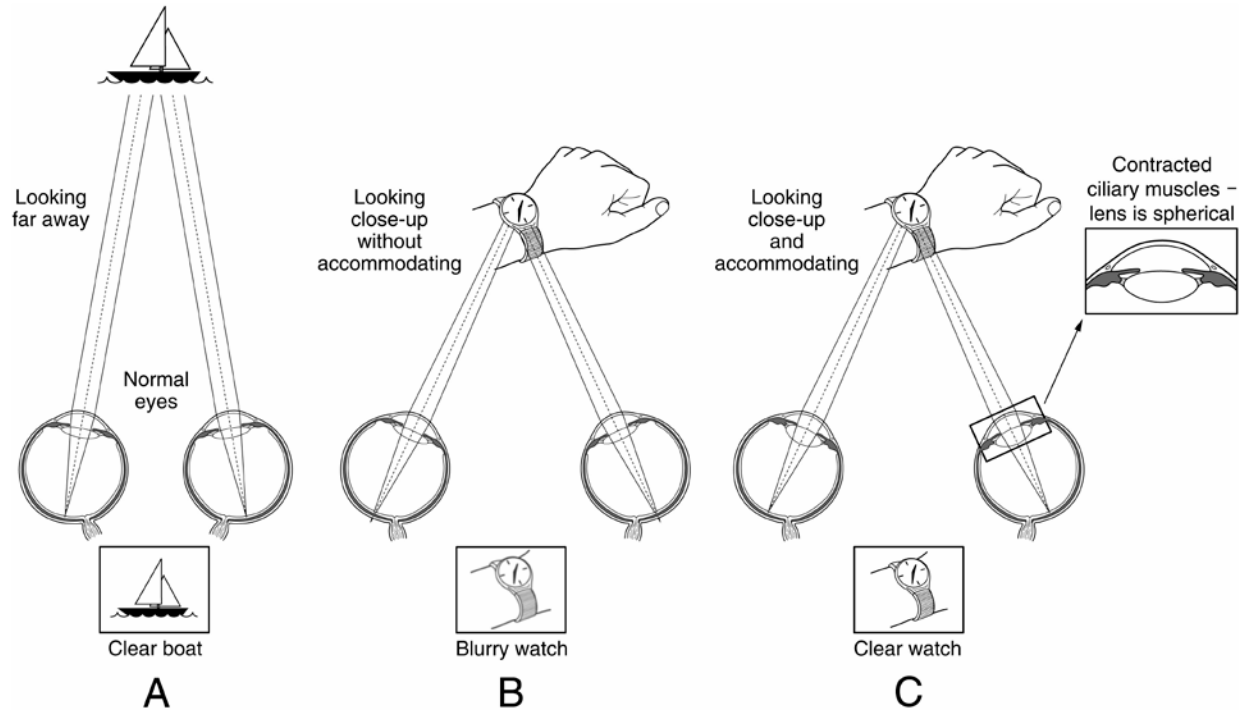 Looking
far away
Normal
eyes
Clear boat
A
Looking
close-up
without
accommodating
Blurry watch
B
Looking
close-up
and
accommodating
Contracted
ciliary muscles –
lens is spherical
Clear watch
C